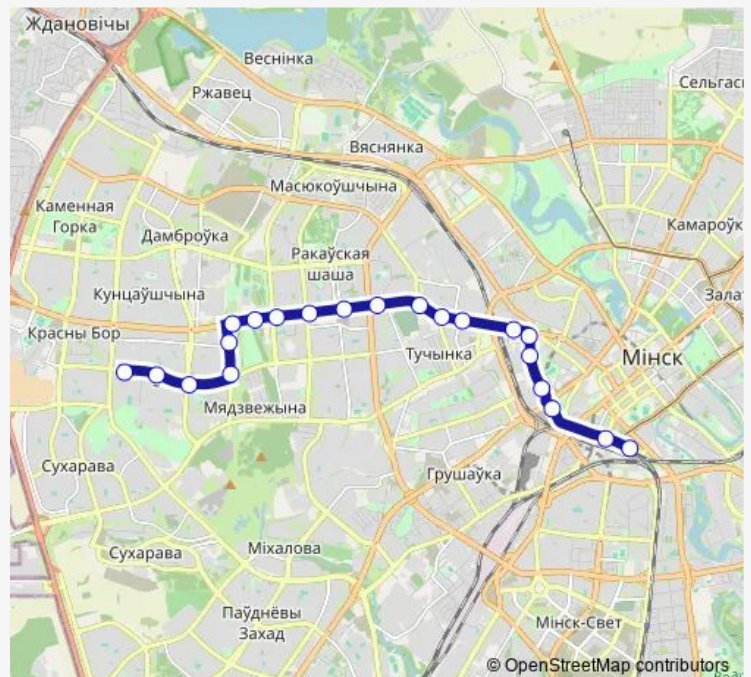 Ждановічы
Веснінка
Ржавец
Сельгас
Вяснянка
Масюкоўшчына
Каменная
Горка
Камароўк
Дамброўка
Ракаўская
шаша
Кунцаўшчына
Зала
Красны Бор
Тучынка
Мінск
Мядзвежына
Сухарава
Грушаўка
Сухарава
Міхалова
Паўднёвы
Захад
Мінск-Свет
© OpenStreetMap contributors